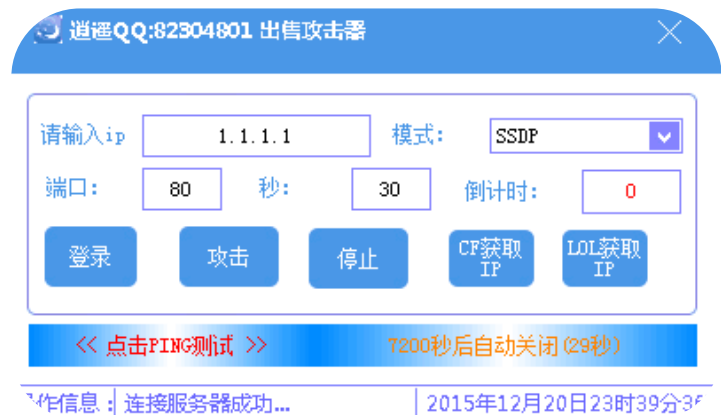 逍遥QQ:82304801 出售攻击器
请输入ip 1.1.1.1 模式: SSDP
端口: 80 秒: 30 倒计时: 0
登录 攻击 停止 CF获取IP LOL获取IP
<< 点击PING测试 >> 7200秒后自动关闭(29秒)
作信息: 连接服务器成功... 2015年12月20日23时39分